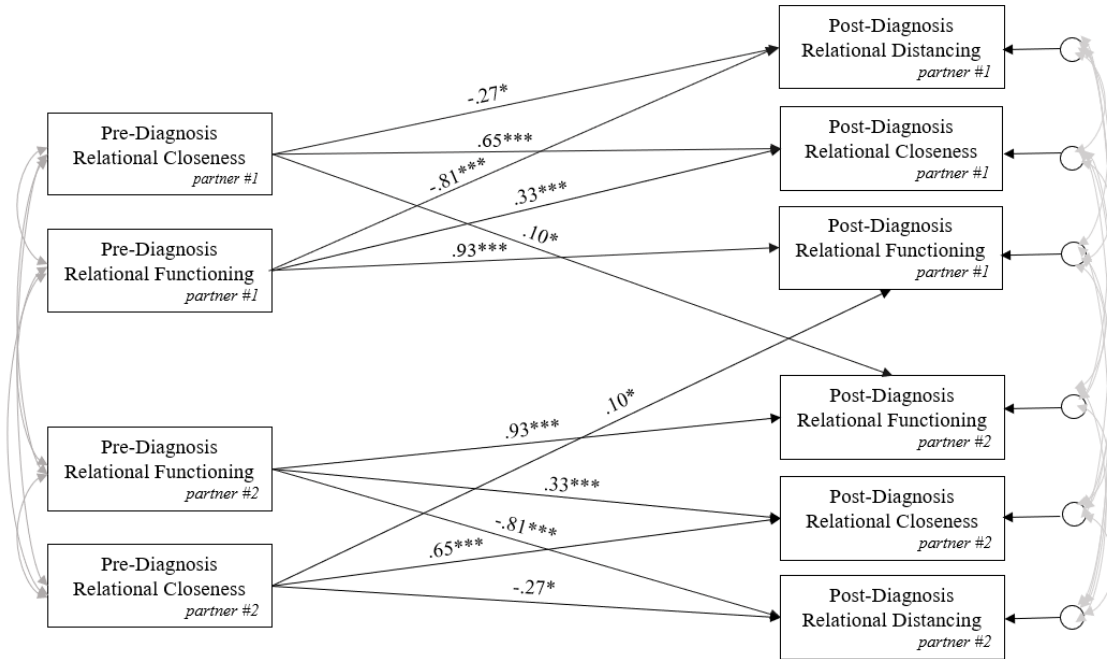 Post-Diagnosis
Relational Distancing
partner #1
-.27*
Pre-Diagnosis
Relational Closeness
partner #1
.65***
Post-Diagnosis
Relational Closeness
partner #1
-.81***
.33***
Pre-Diagnosis
Relational Functioning
partner #1
.93***
.10*
Post-Diagnosis
Relational Functioning
partner #1
.10*
Post-Diagnosis
Relational Functioning
partner #2
Pre-Diagnosis
Relational Functioning
partner #2
.93***
.33***
-.81***
Post-Diagnosis
Relational Closeness
partner #2
Pre-Diagnosis
Relational Closeness
partner #2
.65***
-.27*
Post-Diagnosis
Relational Distancing
partner #2